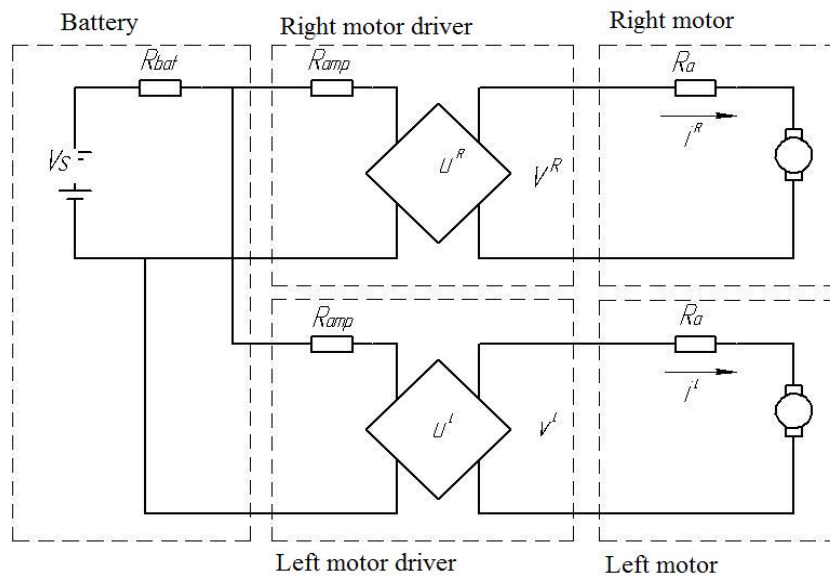 Battery
Right motor driver
Right motor
Rbat
Ramp
Ra
Vs
U^R
V^R
i^R
Ramp
Ra
U^L
V^L
i^L
Left motor driver
Left motor